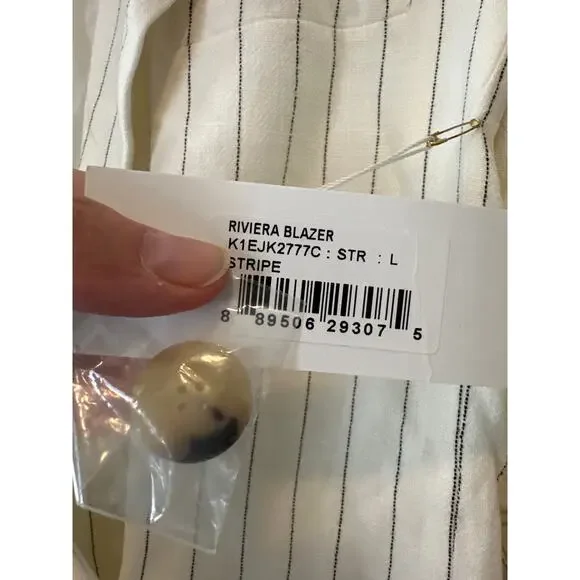 RIVIERA BLAZER
K1EJK2777C : STR : L
STRIPE
8 89506 29307 5